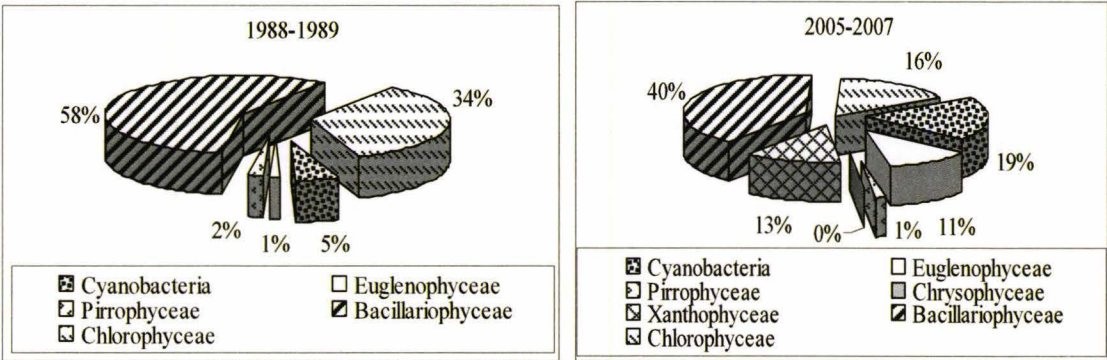 1988-1989
58%
34%
2%
1%
5%
Cyanobacteria
Euglenophyceae
Pirrophyceae
Bacillariophyceae
Chlorophyceae
2005-2007
16%
40%
19%
13%
0%
1%
11%
Cyanobacteria
Euglenophyceae
Pirrophyceae
Chrysophyceae
Xanthophyceae
Bacillariophyceae
Chlorophyceae